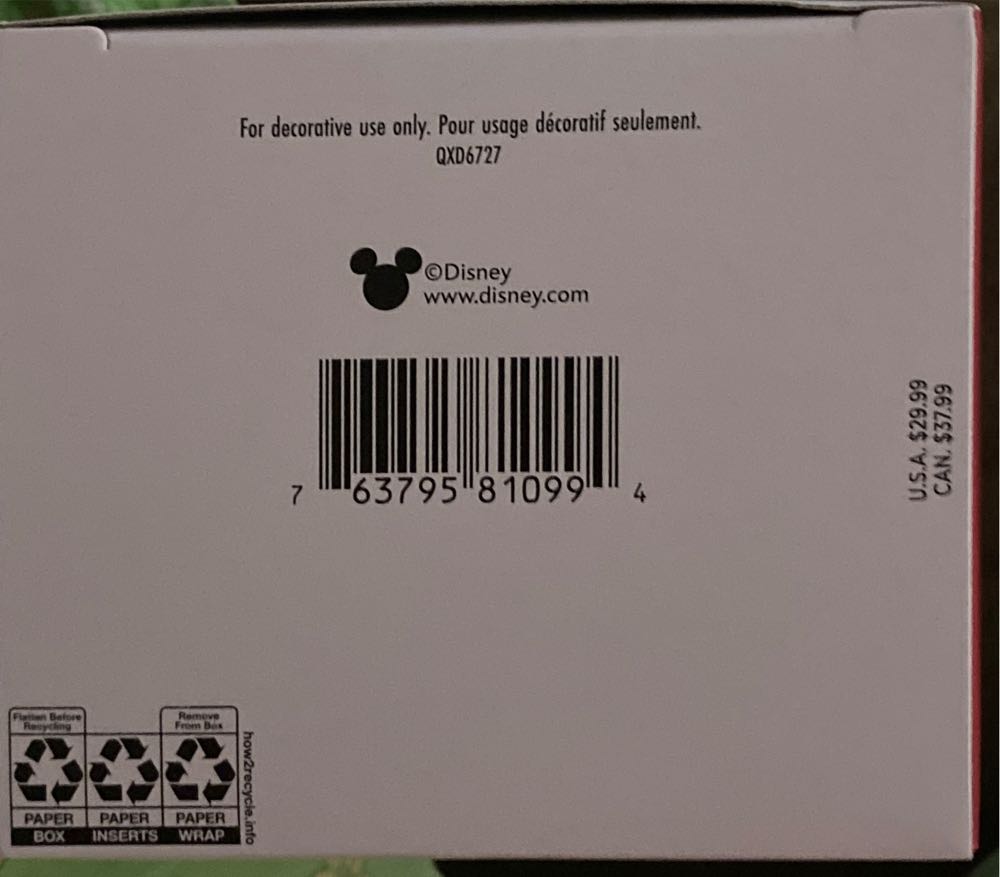 For decorative use only. Pour usage décoratif seulement.
QXD6727
©Disney
www.disney.com
7 63795 81099 4
U.S.A. $29.99
CAN. $37.99
Flatten Before
Recycling
Remove
From Box
PAPER PAPER PAPER
BOX INSERTS WRAP
how2recycle.info